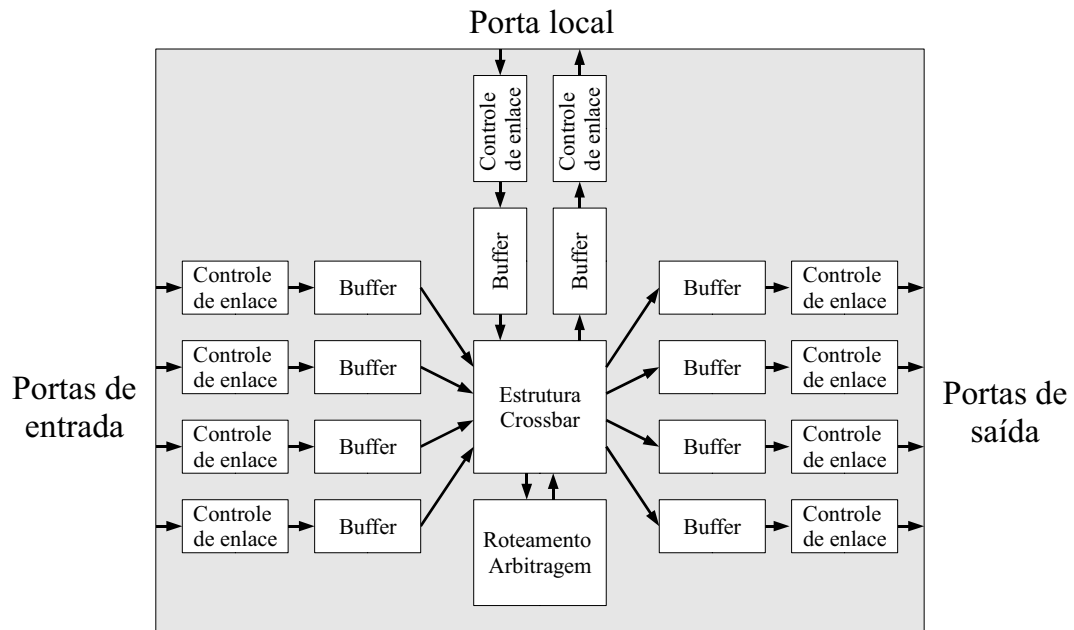 Porta local
Controle
de enlace
Controle
de enlace
Buffer
Buffer
Portas de
entrada
Controle
de enlace
Buffer
Controle
de enlace
Buffer
Controle
de enlace
Buffer
Controle
de enlace
Buffer
Estrutura
Crossbar
Roteamento
Arbitragem
Buffer
Controle
de enlace
Buffer
Controle
de enlace
Buffer
Controle
de enlace
Buffer
Controle
de enlace
Portas de
saída